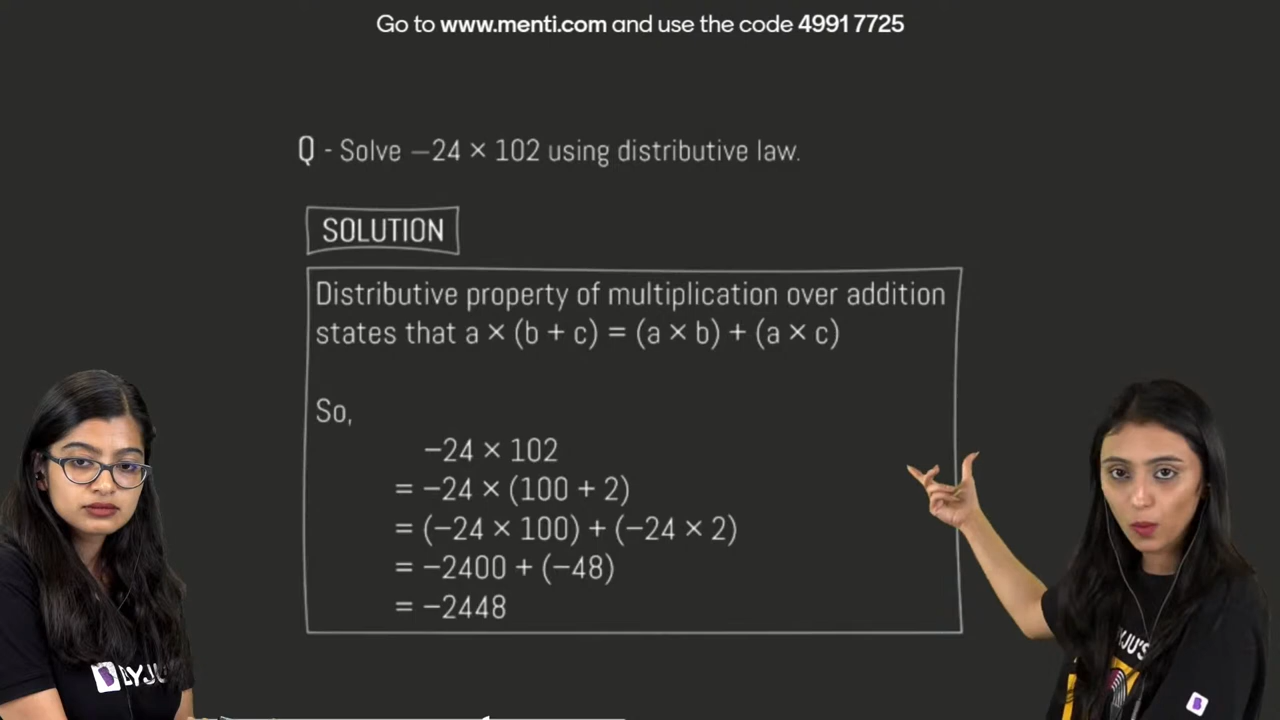 Go to www.menti.com and use the code 4991 7725
Q - Solve −24 × 102 using distributive law.
SOLUTION
Distributive property of multiplication over addition
states that a × (b + c) = (a × b) + (a × c)
So,
−24 × 102
= −24 × (100 + 2)
= (−24 × 100) + (−24 × 2)
= −2400 + (−48)
= −2448
BYJU'S